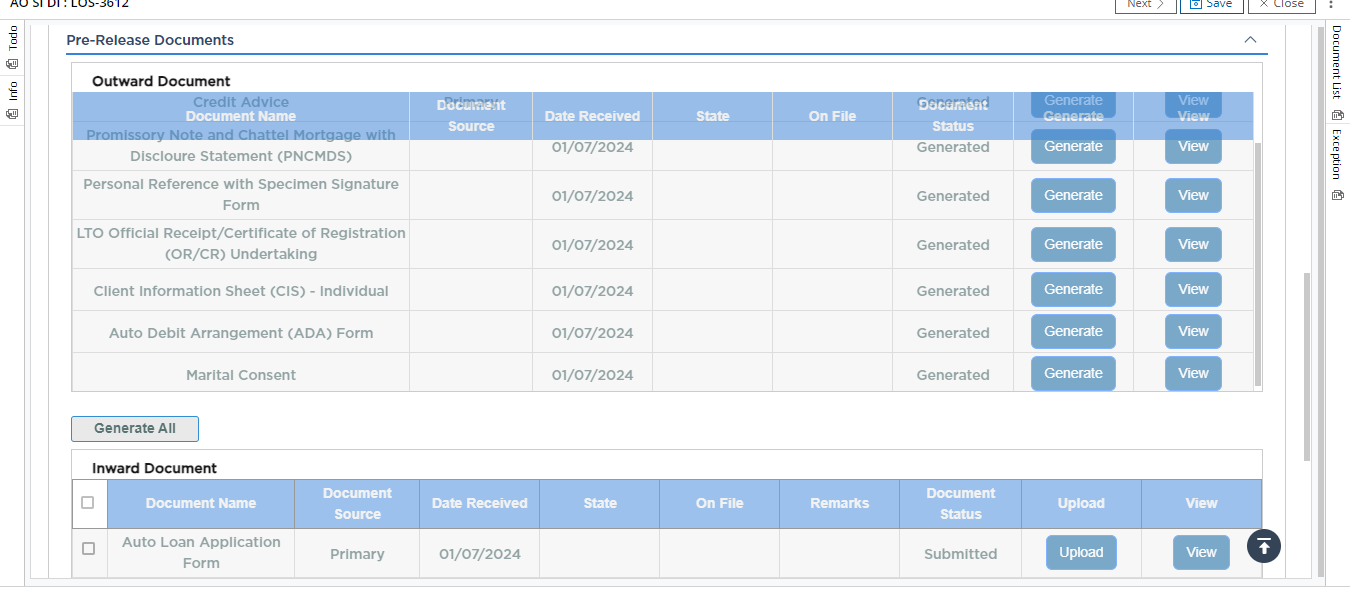 AO SI DI : LOS-3612
Next
Save
Close
Todo
Info
Document List
Exception
Pre-Release Documents
Outward Document
Document Name
Document Source
Date Received
State
On File
Document Status
Generate
View
Credit Advice Primary Generated Generate View
Promissory Note and Chattel Mortgage with
Discloure Statement (PNCMDS) 01/07/2024 Generated Generate View
Personal Reference with Specimen Signature
Form 01/07/2024 Generated Generate View
LTO Official Receipt/Certificate of Registration
(OR/CR) Undertaking 01/07/2024 Generated Generate View
Client Information Sheet (CIS) - Individual 01/07/2024 Generated Generate View
Auto Debit Arrangement (ADA) Form 01/07/2024 Generated Generate View
Marital Consent 01/07/2024 Generated Generate View
Generate All
Inward Document
Document Name
Document
Source
Date Received
State
On File
Remarks
Document
Status
Upload
View
Auto Loan Application
Form
Primary
01/07/2024
Submitted
Upload
View